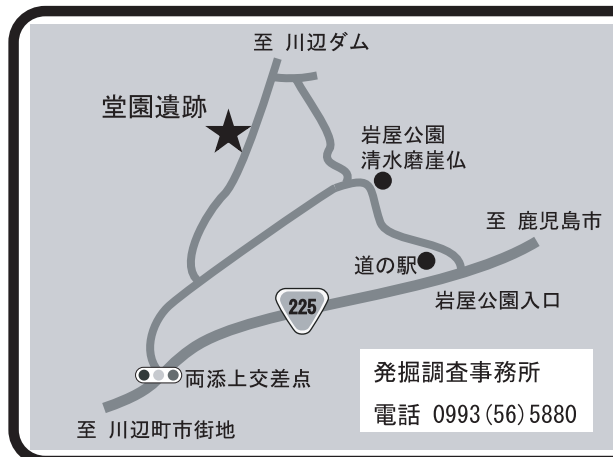 至 川辺ダム
堂園遺跡
岩屋公園
清水磨崖仏
至 鹿児島市
道の駅
岩屋公園入口
225
両添上交差点
至 川辺町市街地
発掘調査事務所
電話 0993(56)5880